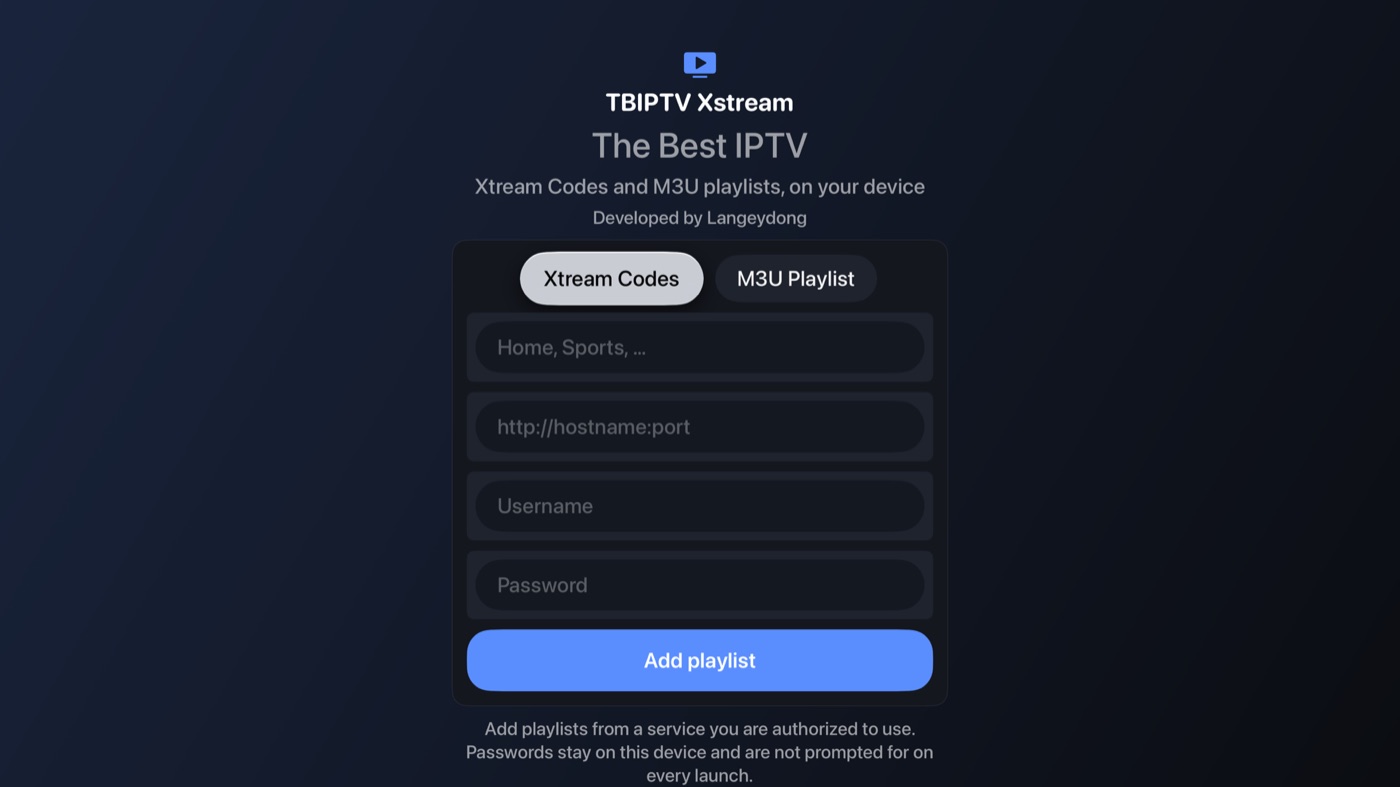 TBIPTV Xstream
The Best IPTV
Xtream Codes and M3U playlists, on your device
Developed by Langeydong
Xtream Codes
M3U Playlist
Home, Sports, ...
http://hostname:port
Username
Password
Add playlist
Add playlists from a service you are authorized to use.
Passwords stay on this device and are not prompted for on
every launch.